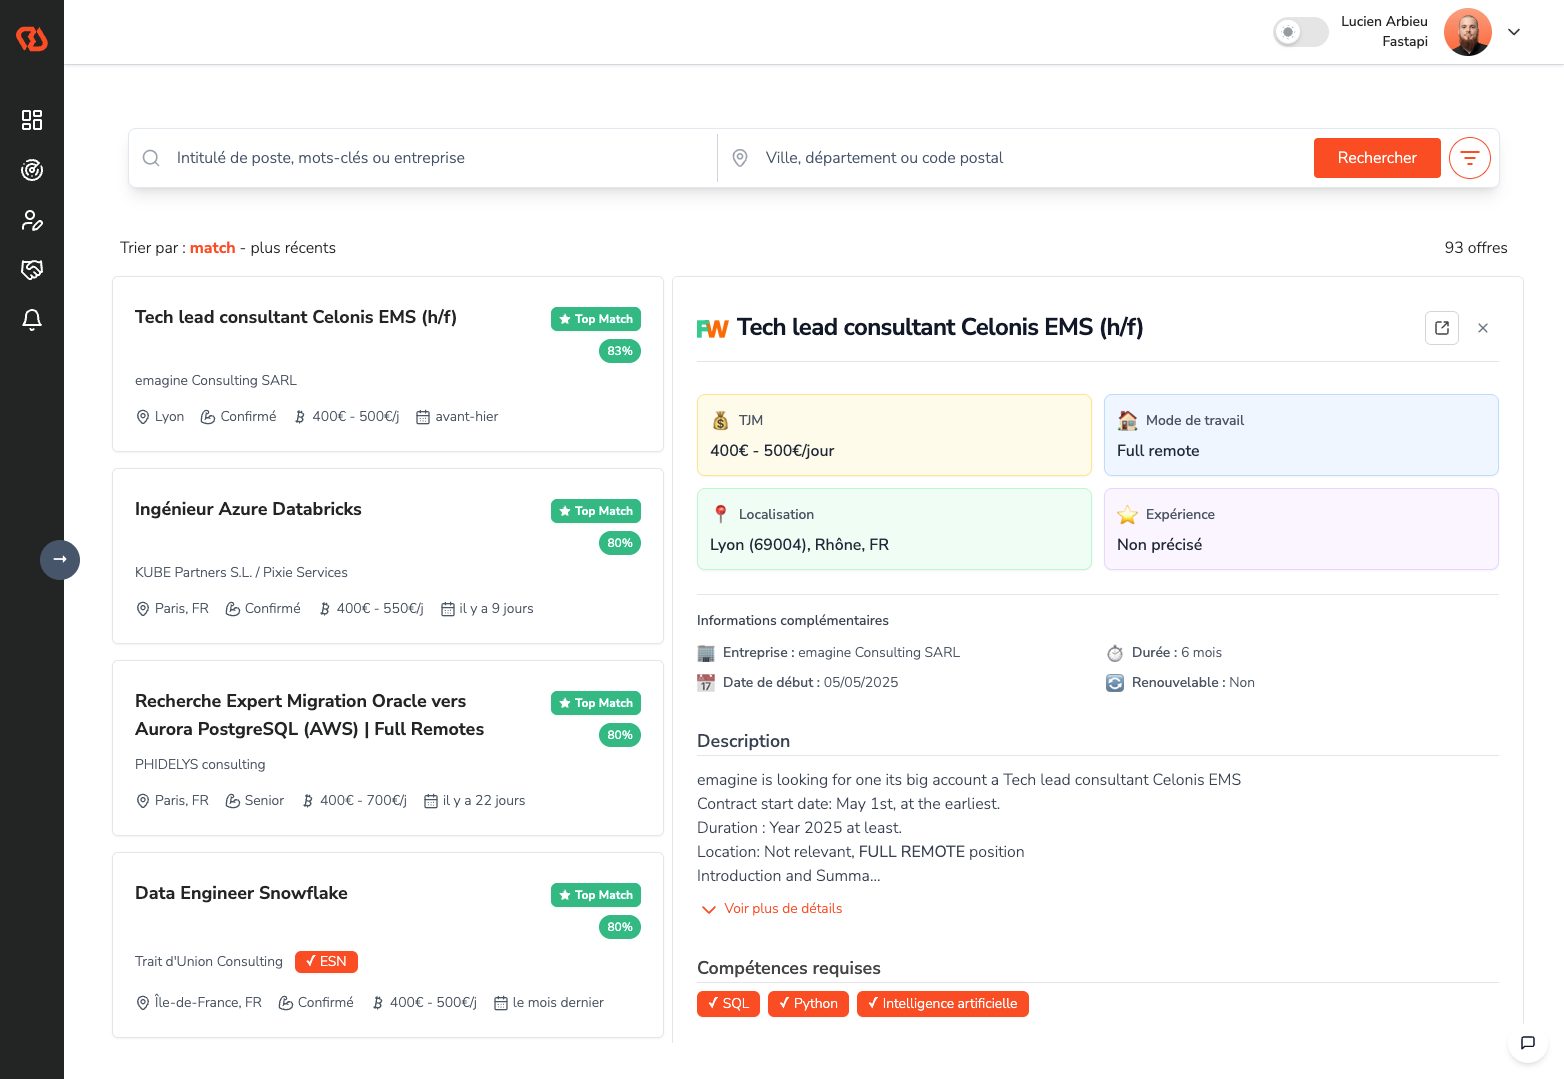 Lucien Arbieu
Fastapi
Intitulé de poste, mots-clés ou entreprise
Ville, département ou code postal
Rechercher
Trier par : match - plus récents
93 offres
Tech lead consultant Celonis EMS (h/f)
Top Match
83%
emagine Consulting SARL
Lyon Confirmé 400€ - 500€/j avant-hier
Ingénieur Azure Databricks
Top Match
80%
KUBE Partners S.L. / Pixie Services
Paris, FR Confirmé 400€ - 550€/j il y a 9 jours
Recherche Expert Migration Oracle vers
Aurora PostgreSQL (AWS) | Full Remotes
Top Match
80%
PHIDELYS consulting
Paris, FR Senior 400€ - 700€/j il y a 22 jours
Data Engineer Snowflake
Top Match
80%
Trait d'Union Consulting ✓ ESN
Île-de-France, FR Confirmé 400€ - 500€/j le mois dernier
FW Tech lead consultant Celonis EMS (h/f)
TJM
400€ - 500€/jour
Mode de travail
Full remote
Localisation
Lyon (69004), Rhône, FR
Expérience
Non précisé
Informations complémentaires
Entreprise : emagine Consulting SARL
Durée : 6 mois
Date de début : 05/05/2025
Renouvelable : Non
Description
emagine is looking for one its big account a Tech lead consultant Celonis EMS
Contract start date: May 1st, at the earliest.
Duration : Year 2025 at least.
Location: Not relevant, FULL REMOTE position
Introduction and Summa...
Voir plus de détails
Compétences requises
✓ SQL ✓ Python ✓ Intelligence artificielle